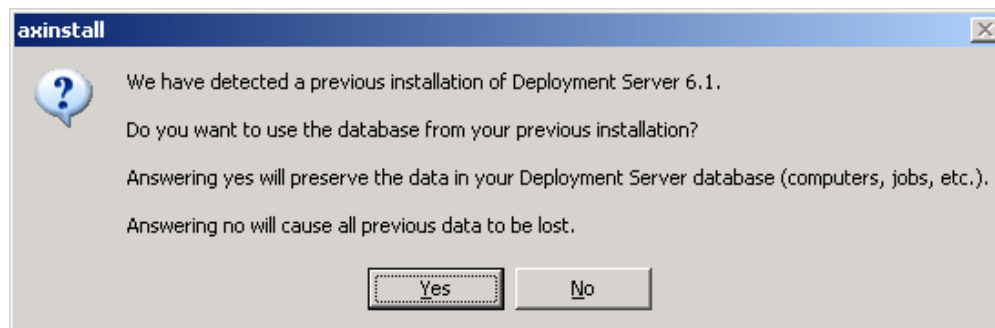 axinstall
We have detected a previous installation of Deployment Server 6.1.
Do you want to use the database from your previous installation?
Answering yes will preserve the data in your Deployment Server database (computers, jobs, etc.).
Answering no will cause all previous data to be lost.
Yes No